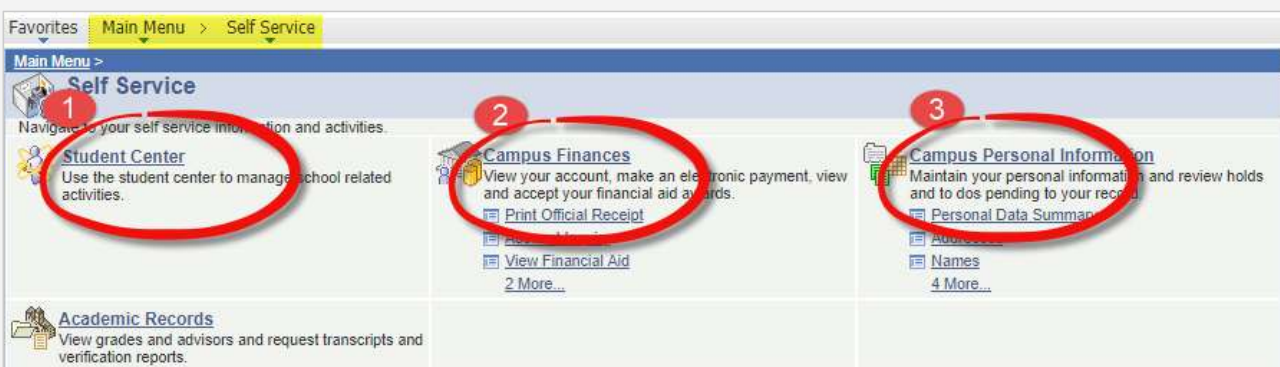 Favorites Main Menu > Self Service
Main Menu >
Self Service
1
2
3
Navigate to your self service information and activities.
Student Center
Use the student center to manage school related
activities.
Campus Finances
View your account, make an electronic payment, view
and accept your financial aid awards.
Print Official Receipt
View Financial Aid
2 More...
Campus Personal Information
Maintain your personal information and review holds
and to dos pending to your record.
Personal Data Summary
Addresses
Names
4 More...
Academic Records
View grades and advisors and request transcripts and
verification reports.